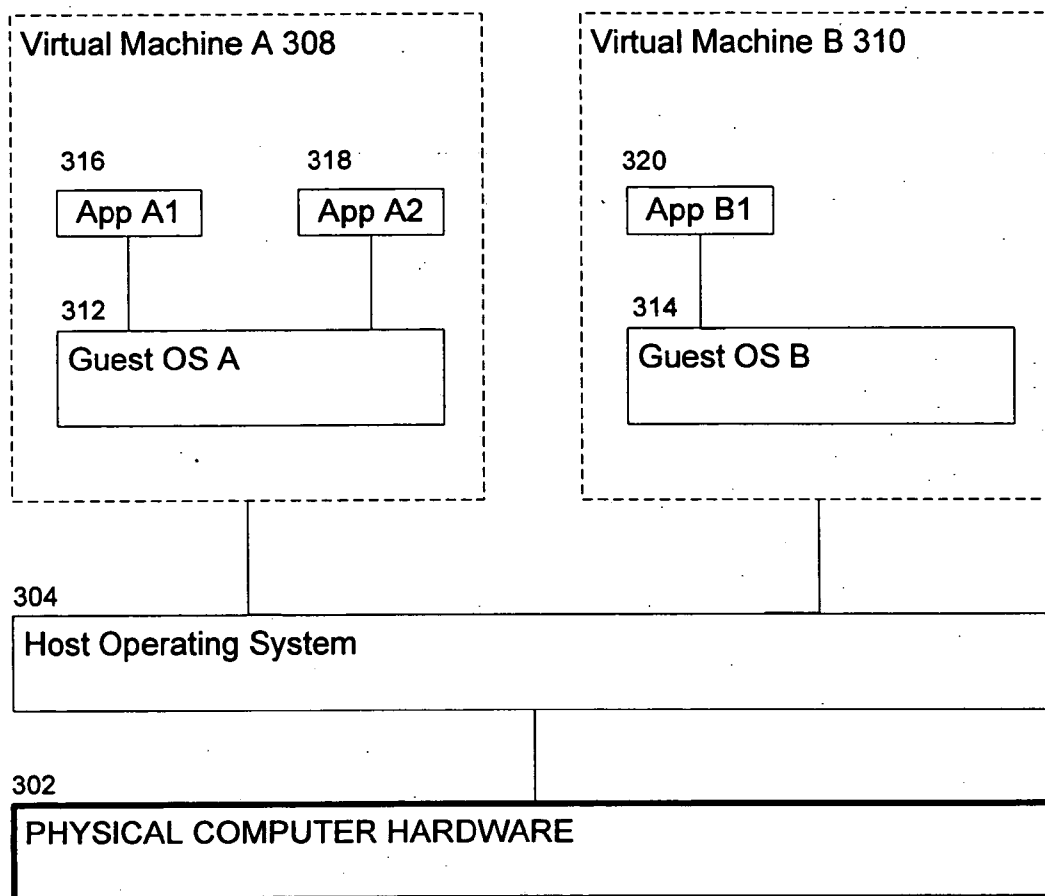 Virtual Machine A 308
Virtual Machine B 310
316
318
320
App A1
App A2
App B1
312
314
Guest OS A
Guest OS B
304
Host Operating System
302
PHYSICAL COMPUTER HARDWARE